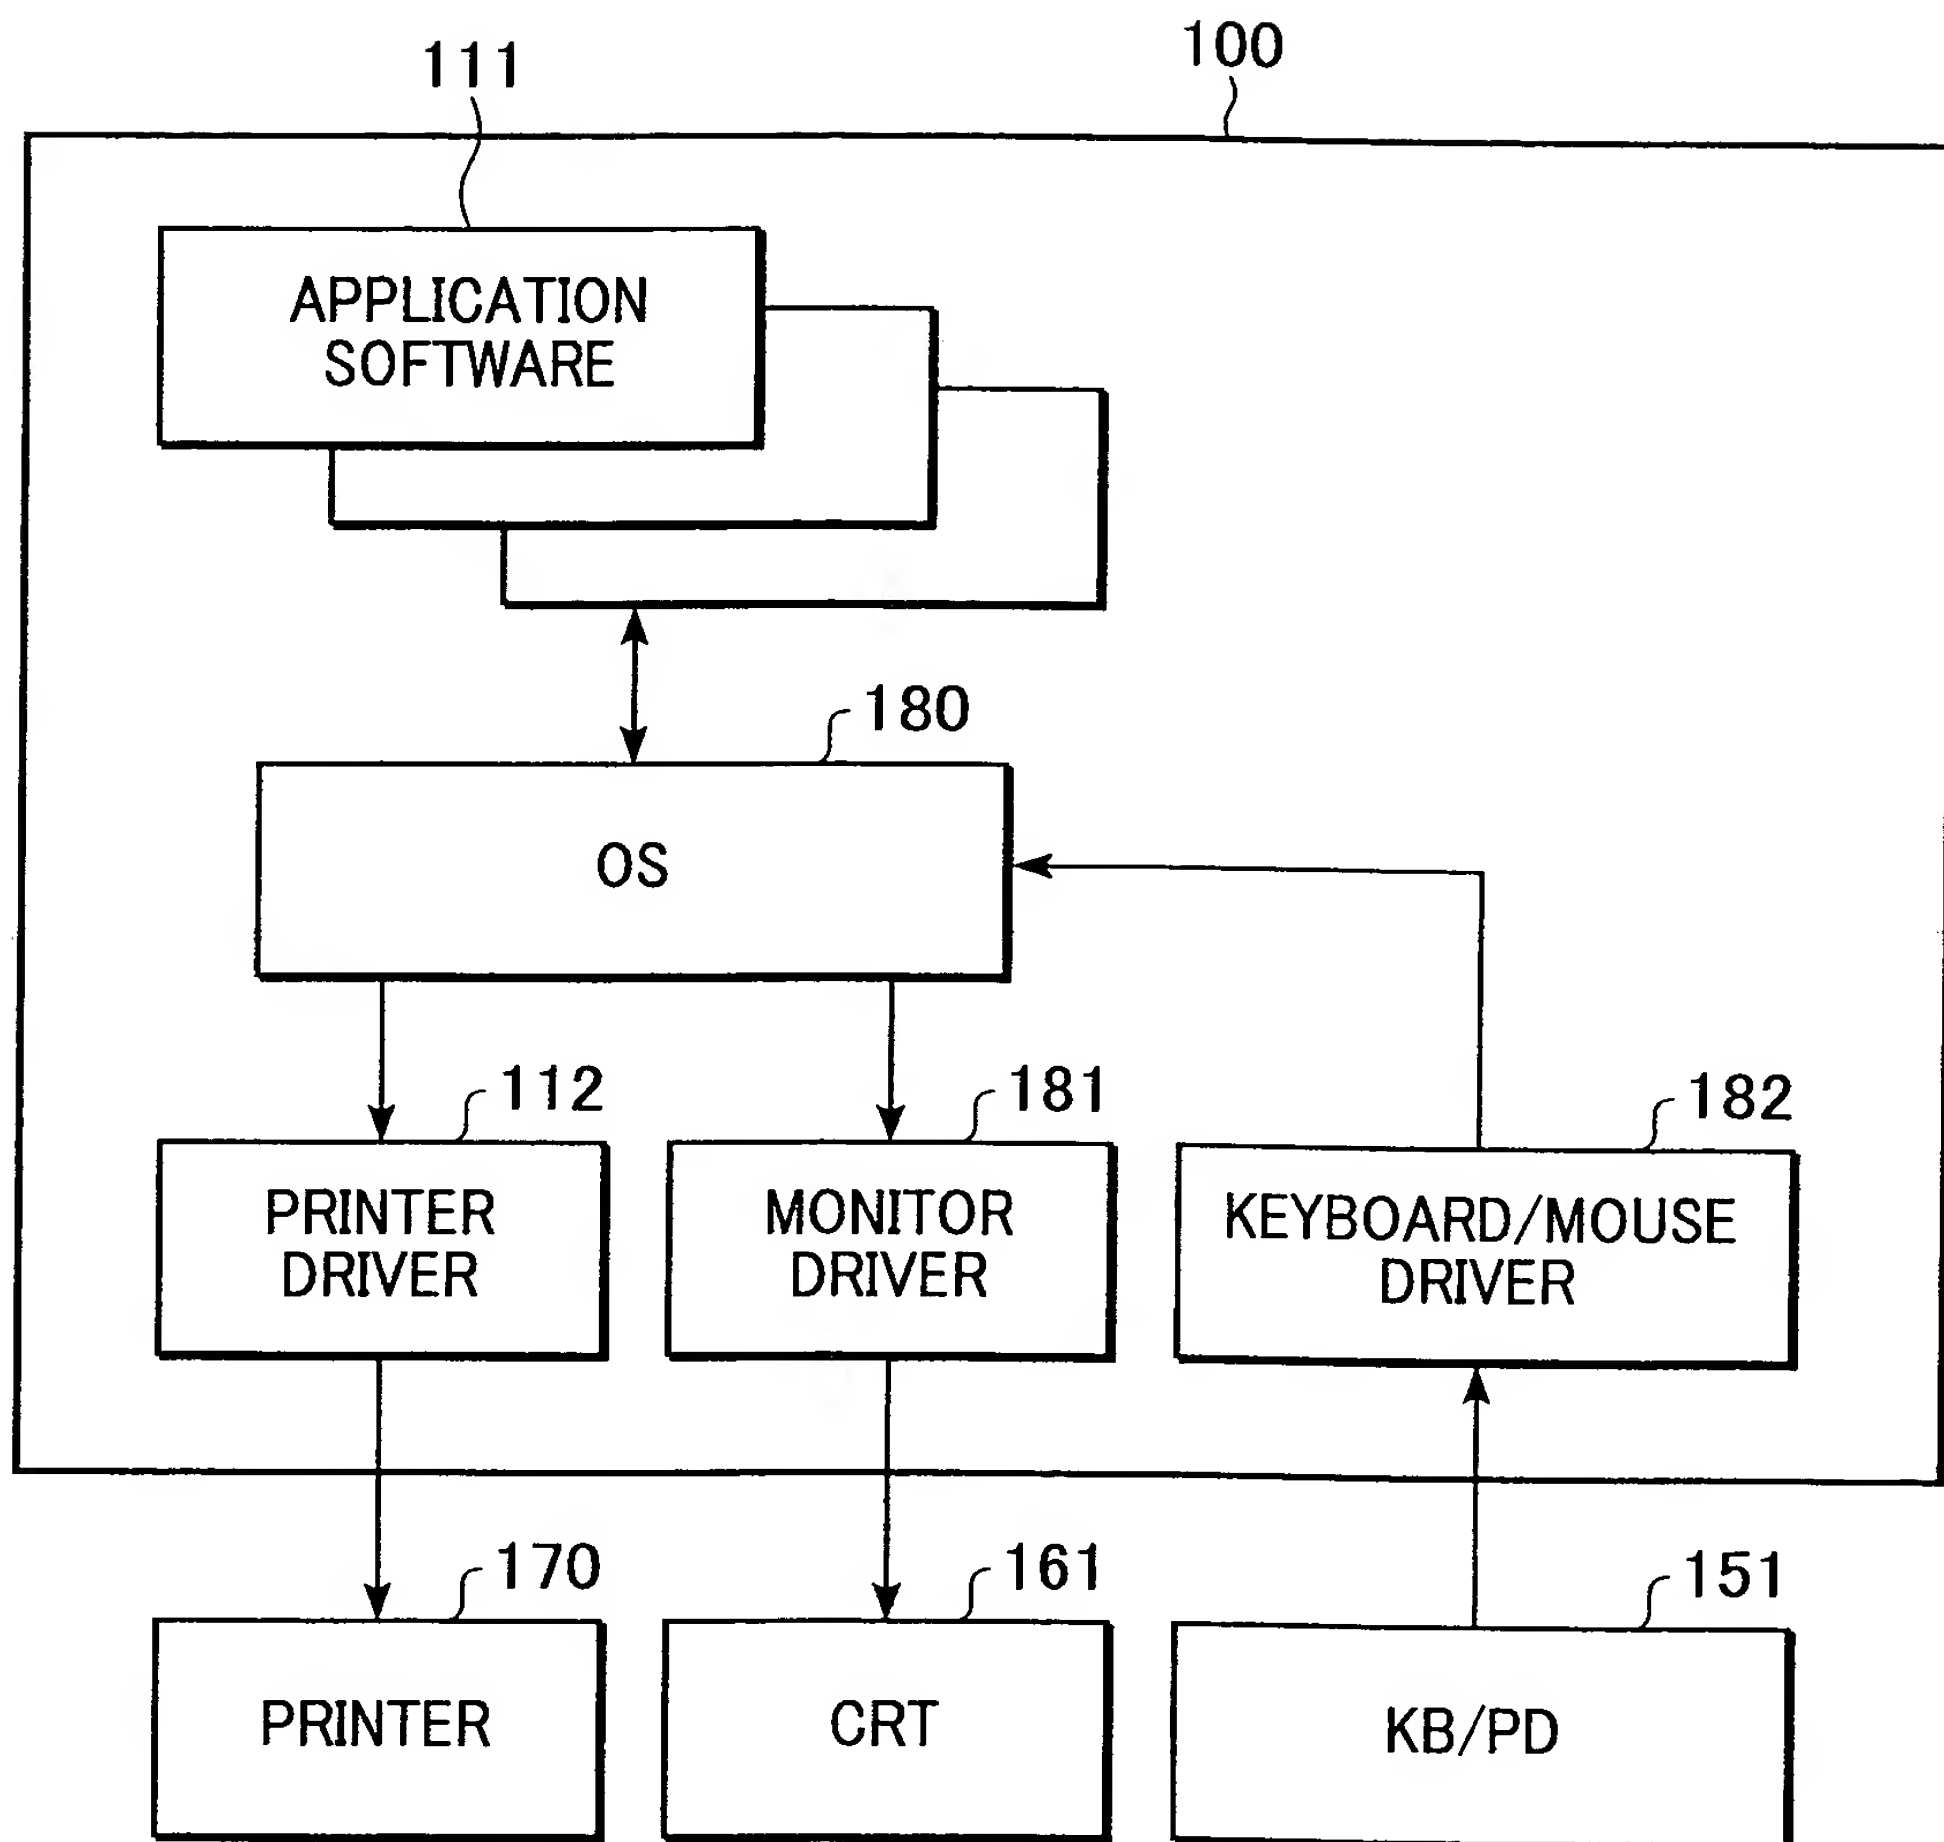 111
100
APPLICATION
SOFTWARE
180
OS
112
181
182
PRINTER
DRIVER
MONITOR
DRIVER
KEYBOARD/MOUSE
DRIVER
170
161
151
PRINTER
CRT
KB/PD